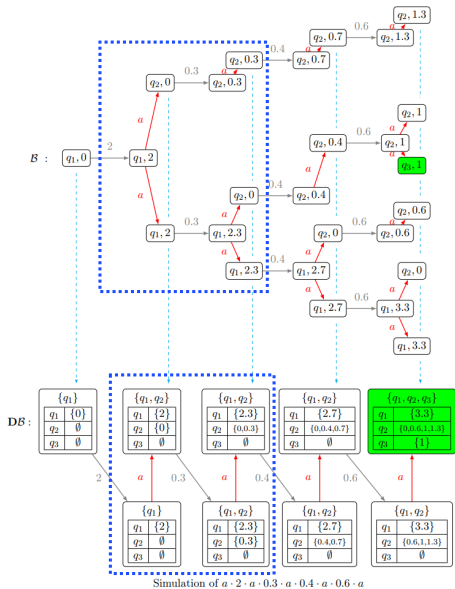 q₂, 1.3
0.6
q₂, 0.7
q₂, 1.3
a
0.4
q₂, 0.3
a
q₂, 0.7
0.3
a
q₂, 0
q₂, 0.3
q₂, 1
a
0.6
a
q₂, 0.4
q₂, 1
2
a
𝓑 :
q₁, 0
q₁, 2
a
q₃, 1
0.4
q₂, 0
q₂, 0.4
a
a
0.6
q₂, 0.6
0.3
a
q₂, 0
q₂, 0.6
q₁, 2
q₁, 2.3
0.4
a
a
q₁, 2.3
q₁, 2.7
q₂, 0
a
0.6
a
q₁, 2.7
q₁, 3.3
a
q₁, 3.3
D𝓑 :
{q₁}
q₁ {0}
q₂ ∅
q₃ ∅
{q₁, q₂}
q₁ {2}
q₂ {0}
q₃ ∅
{q₁, q₂}
q₁ {2.3}
q₂ {0,0.3}
q₃ ∅
{q₁, q₂}
q₁ {2.7}
q₂ {0,0.4,0.7}
q₃ ∅
{q₁, q₂, q₃}
q₁ {3.3}
q₂ {0,0.6,1,1.3}
q₃ {1}
2 a 0.3 a 0.4 a 0.6 a
{q₁}
q₁ {2}
q₂ ∅
q₃ ∅
{q₁, q₂}
q₁ {2.3}
q₂ {0.3}
q₃ ∅
{q₁, q₂}
q₁ {2.7}
q₂ {0.4,0.7}
q₃ ∅
{q₁, q₂}
q₁ {3.3}
q₂ {0.6,1,1.3}
q₃ ∅
Simulation of a · 2 · a · 0.3 · a · 0.4 · a · 0.6 · a